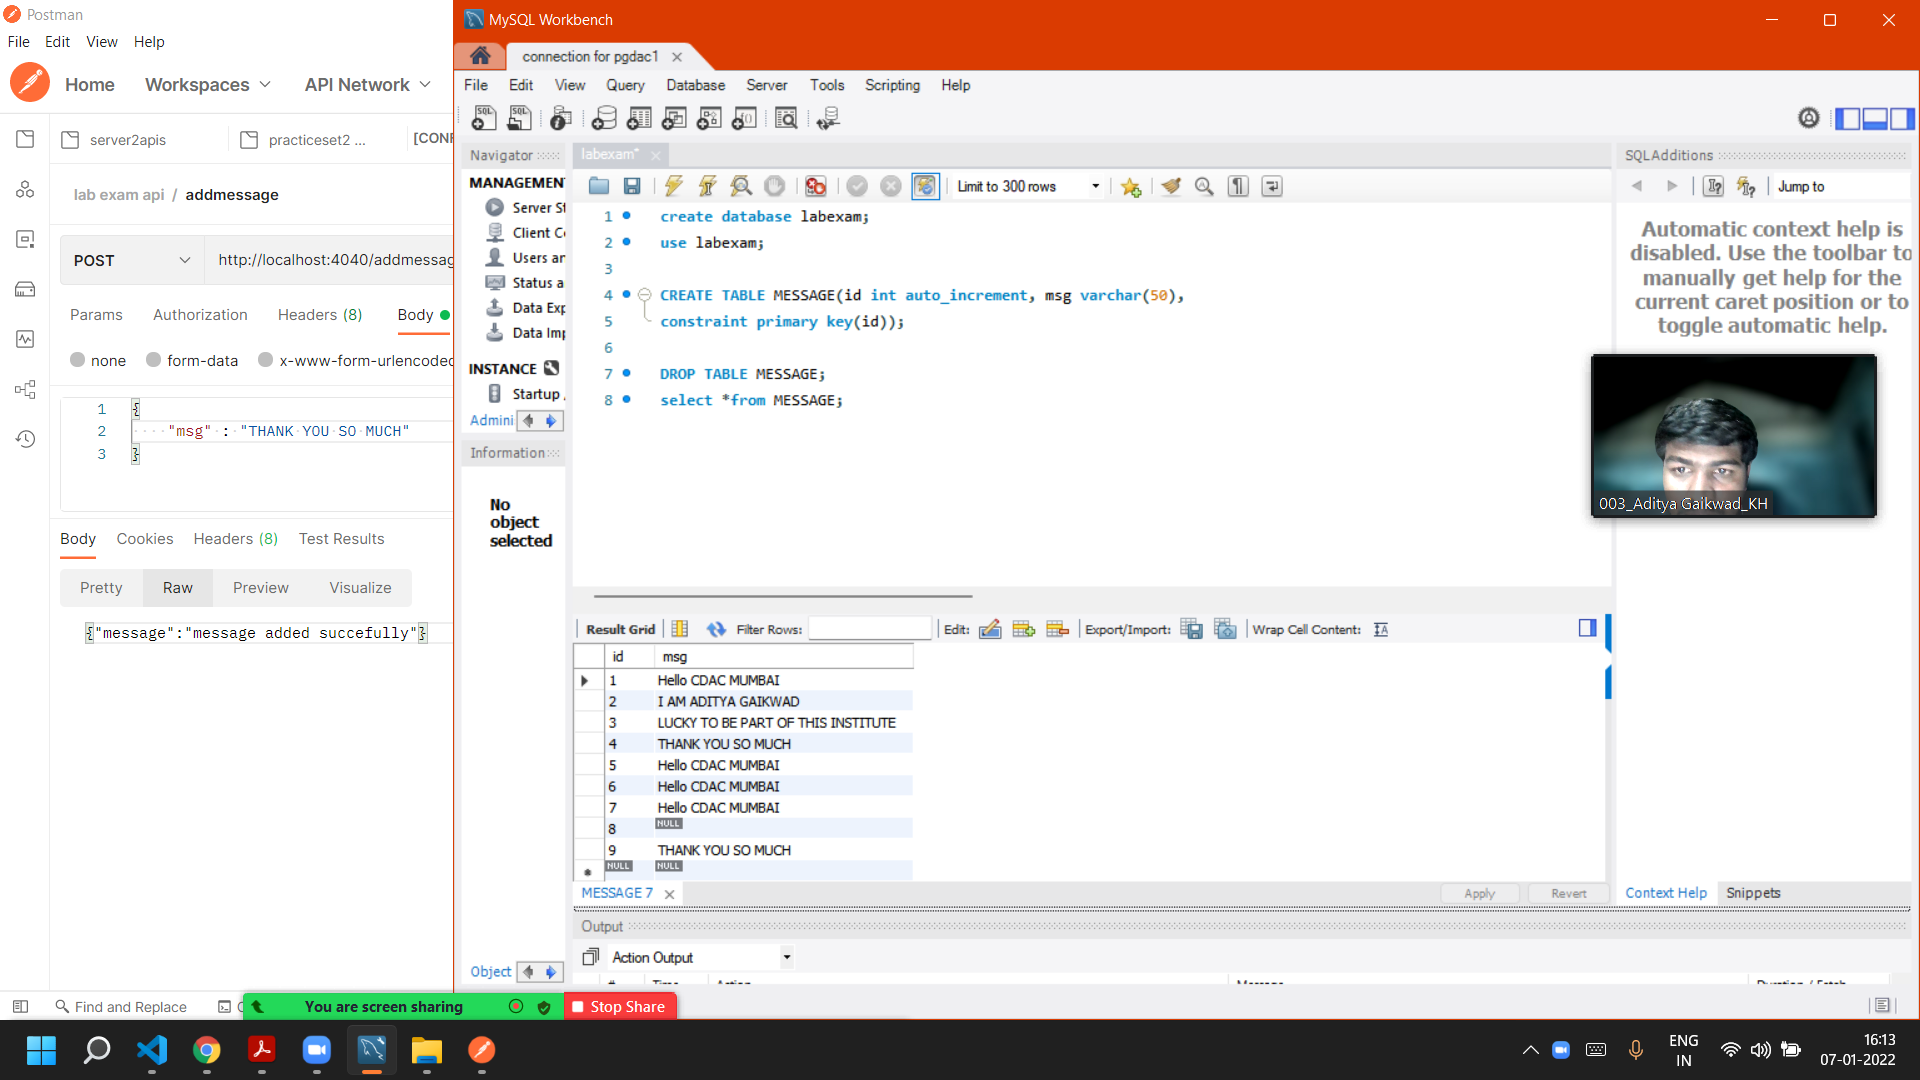 Postman
File Edit View Help
Home Workspaces API Network
server2apis practiceset2 ... [CONF
lab exam api / addmessage
POST http://localhost:4040/addmessag
Params Authorization Headers (8) Body
none form-data x-www-form-urlencoded
1 {
2 "msg" : "THANK YOU SO MUCH"
3 }
Body Cookies Headers (8) Test Results
Pretty Raw Preview Visualize
{"message":"message added succefully"}
Find and Replace
MySQL Workbench
connection for pgdac1
File Edit View Query Database Server Tools Scripting Help
Navigator
MANAGEMENT
Server St
Client Co
Users an
Status a
Data Exp
Data Imp
INSTANCE
Startup
Admini
Information
No
object
selected
Object
labexam*
Limit to 300 rows
1 create database labexam;
2 use labexam;
3
4 CREATE TABLE MESSAGE(id int auto_increment, msg varchar(50),
5 constraint primary key(id));
6
7 DROP TABLE MESSAGE;
8 select *from MESSAGE;
Result Grid Filter Rows: Edit: Export/Import: Wrap Cell Content:
id msg
1 Hello CDAC MUMBAI
2 I AM ADITYA GAIKWAD
3 LUCKY TO BE PART OF THIS INSTITUTE
4 THANK YOU SO MUCH
5 Hello CDAC MUMBAI
6 Hello CDAC MUMBAI
7 Hello CDAC MUMBAI
8 NULL
9 THANK YOU SO MUCH
NULL NULL
MESSAGE 7 Apply Revert
Output
Action Output
# Time Action Message Duration / Fetch
SQLAdditions
Jump to
Automatic context help is
disabled. Use the toolbar to
manually get help for the
current caret position or to
toggle automatic help.
003_Aditya Gaikwad_KH
Context Help Snippets
You are screen sharing Stop Share
ENG
IN
16:13
07-01-2022